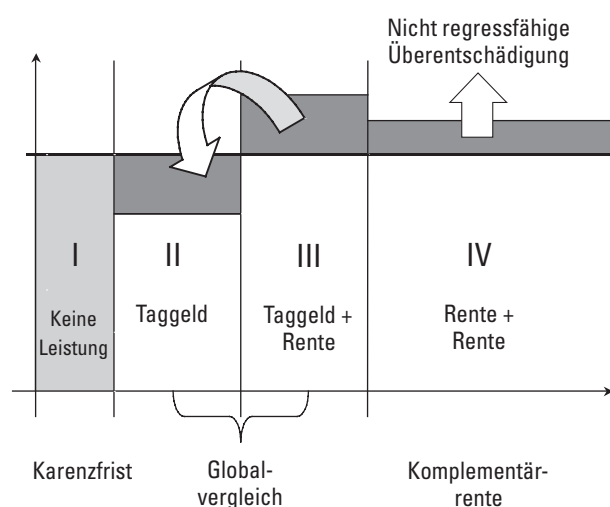 Nicht regressfähige
Überentschädigung
I
II
III
IV
Keine
Leistung
Taggeld
Taggeld +
Rente
Rente +
Rente
Karenzfrist
Global-
vergleich
Komplementär-
rente